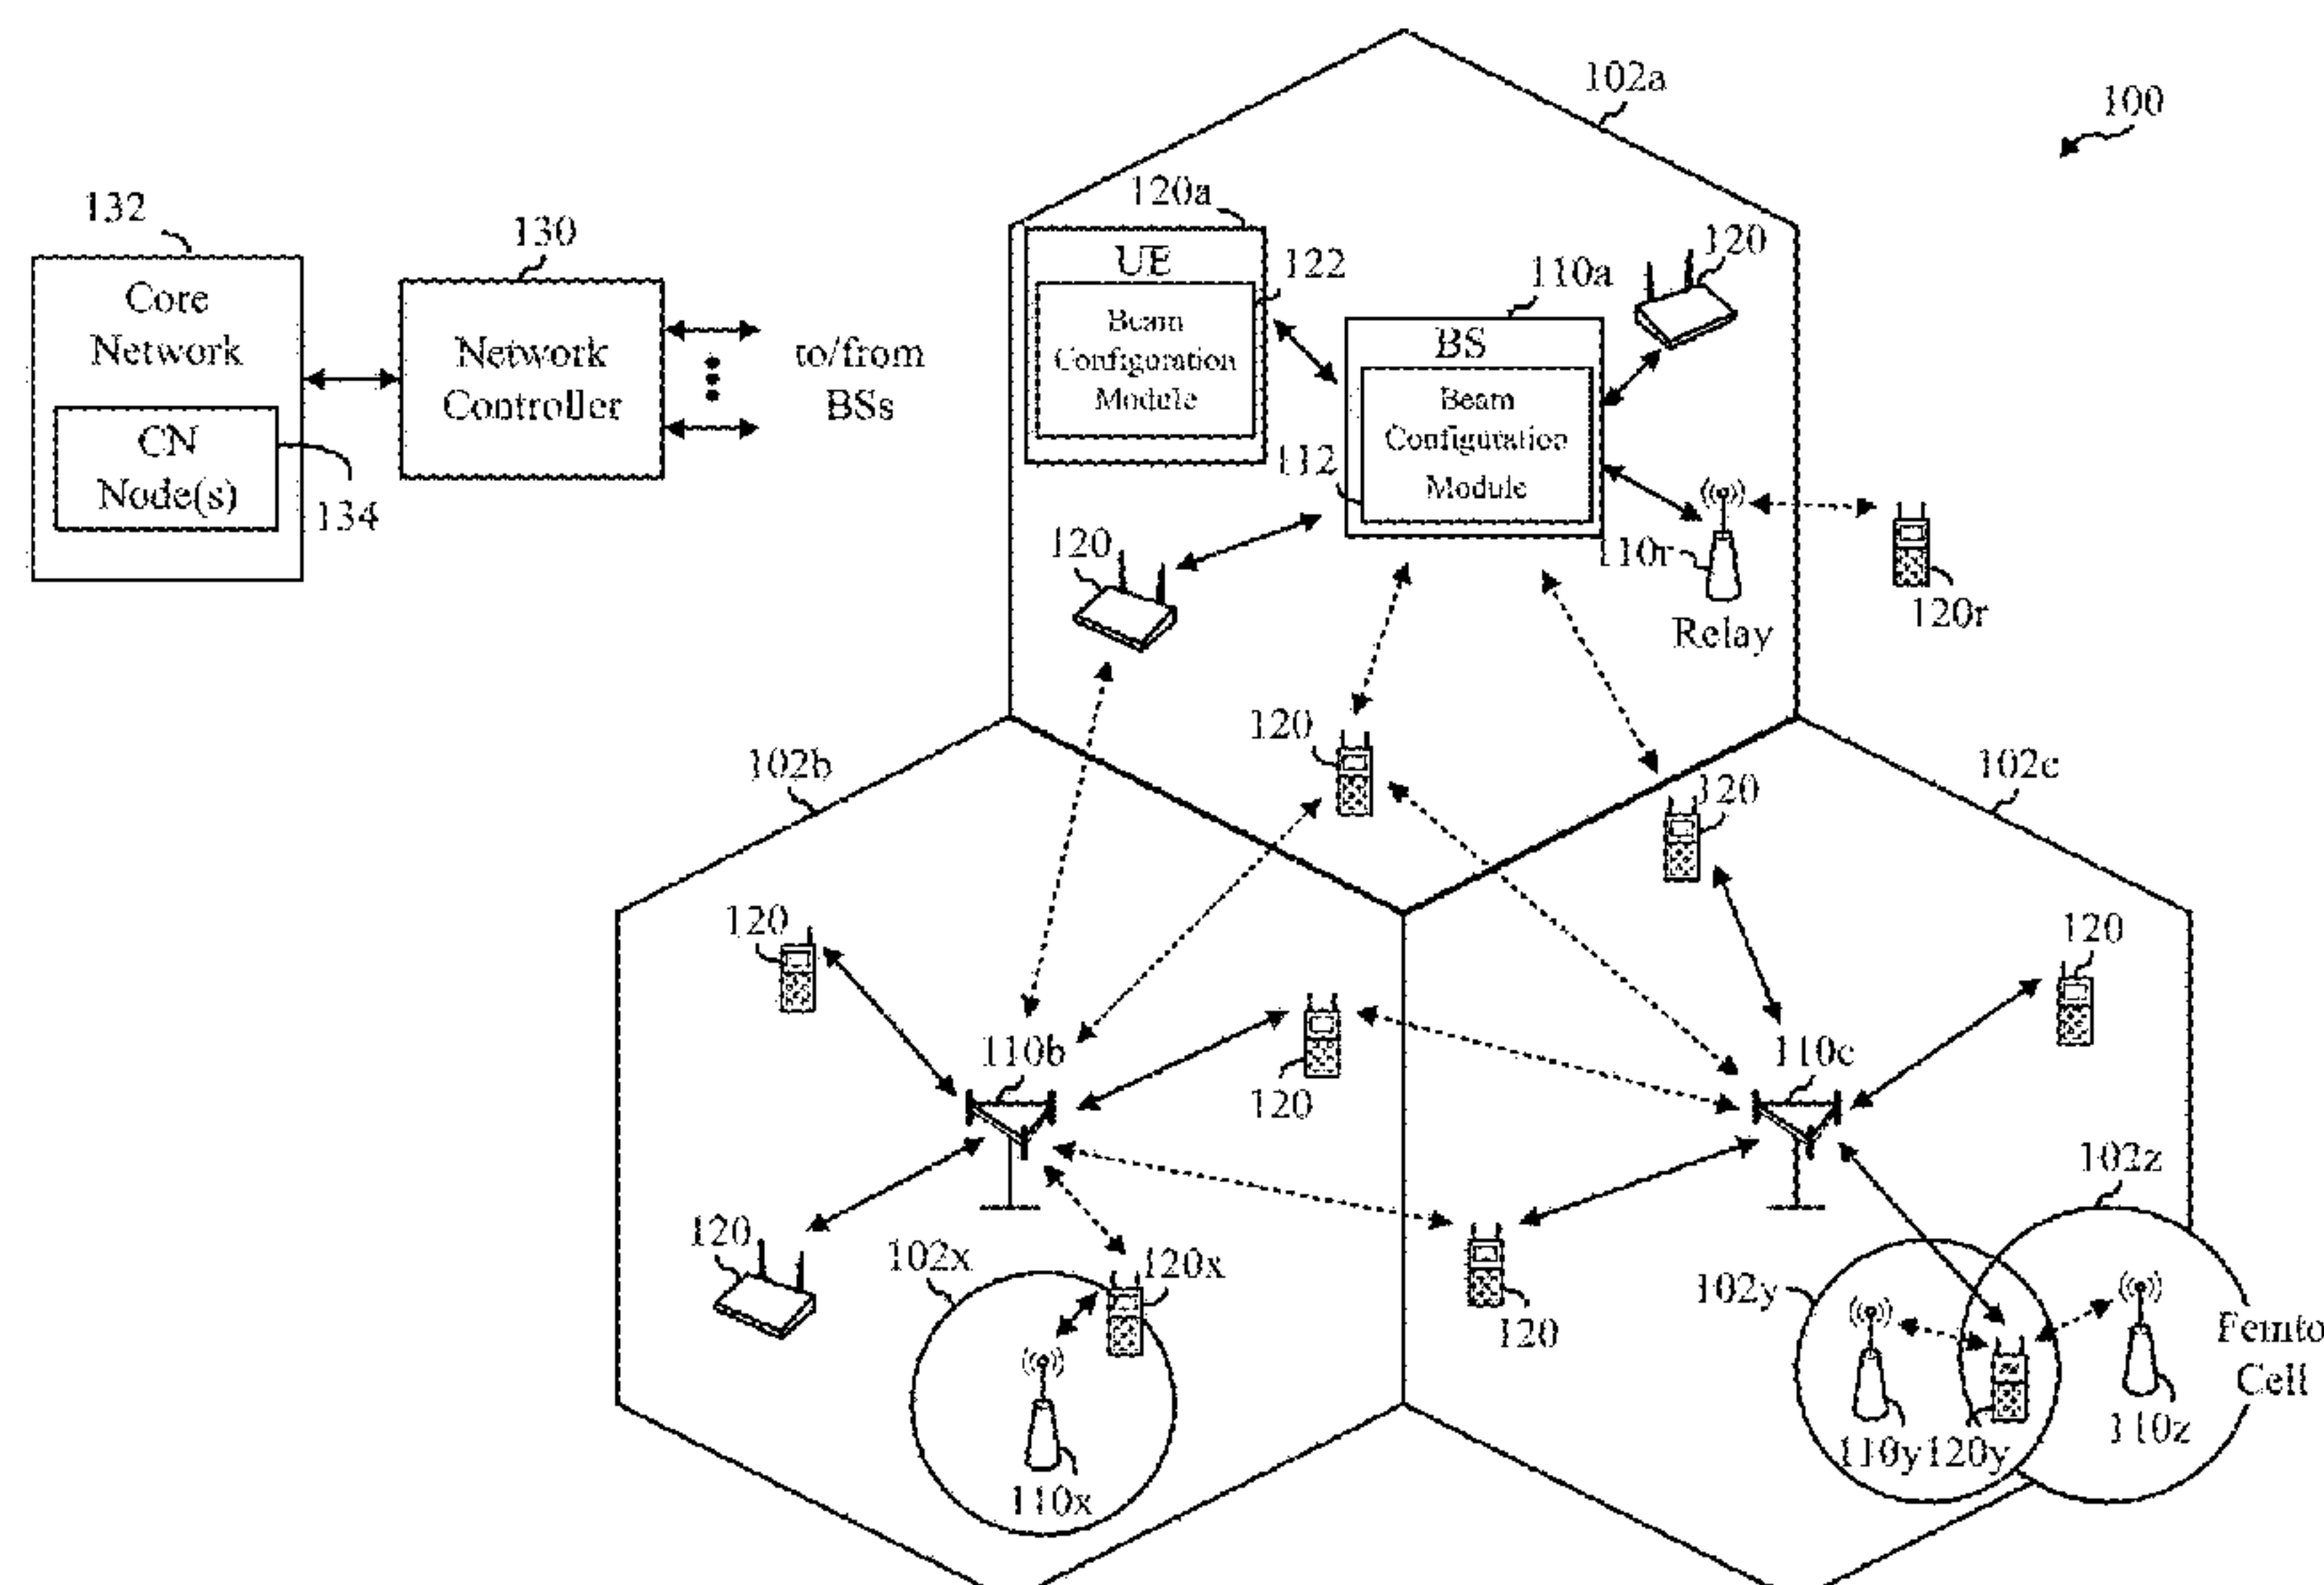 102a
100
132
120a
130
120
UE
122
110a
Core
Network
Beam
Configuration
Module
BS
Network
Controller
to/from
BSs
Beam
Configuration
Module
CN
Node(s)
112
134
120
110r
120r
Relay
120
102b
120
102c
120
120
110b
110c
120
102z
120
102x
120x
102y
120
Femto
Cell
110y
120y
110z
110x